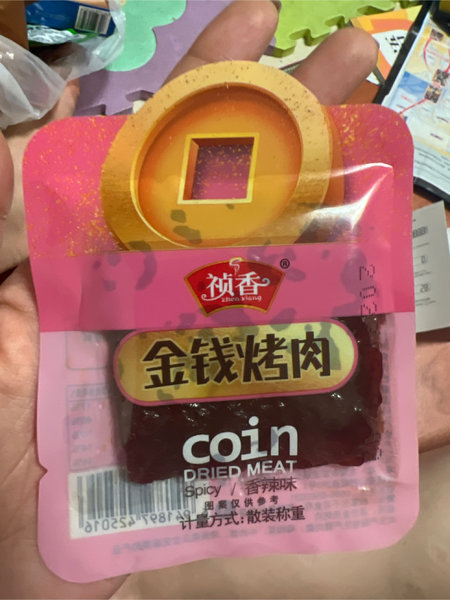 祯香®
zhen xiang
金钱烤肉
coin
DRIED MEAT
Spicy / 香辣味
图案仅供参考
计量方式:散装称重